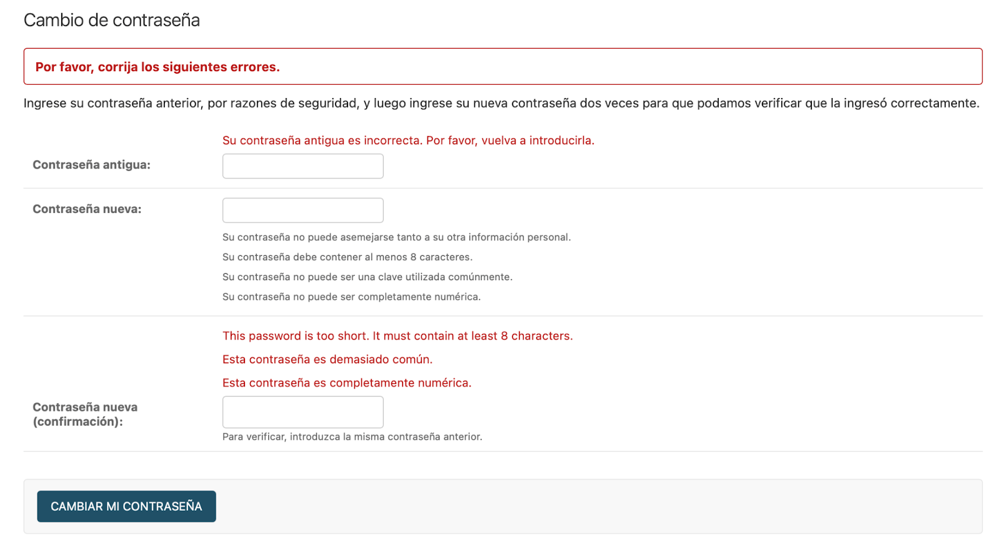 Cambio de contraseña
Por favor, corrija los siguientes errores.
Ingrese su contraseña anterior, por razones de seguridad, y luego ingrese su nueva contraseña dos veces para que podamos verificar que la ingresó correctamente.
Su contraseña antigua es incorrecta. Por favor, vuelva a introducirla.
Contraseña antigua:
Contraseña nueva:
Su contraseña no puede asemejarse tanto a su otra información personal.
Su contraseña debe contener al menos 8 caracteres.
Su contraseña no puede ser una clave utilizada comúnmente.
Su contraseña no puede ser completamente numérica.
This password is too short. It must contain at least 8 characters.
Esta contraseña es demasiado común.
Esta contraseña es completamente numérica.
Contraseña nueva
(confirmación):
Para verificar, introduzca la misma contraseña anterior.
CAMBIAR MI CONTRASEÑA